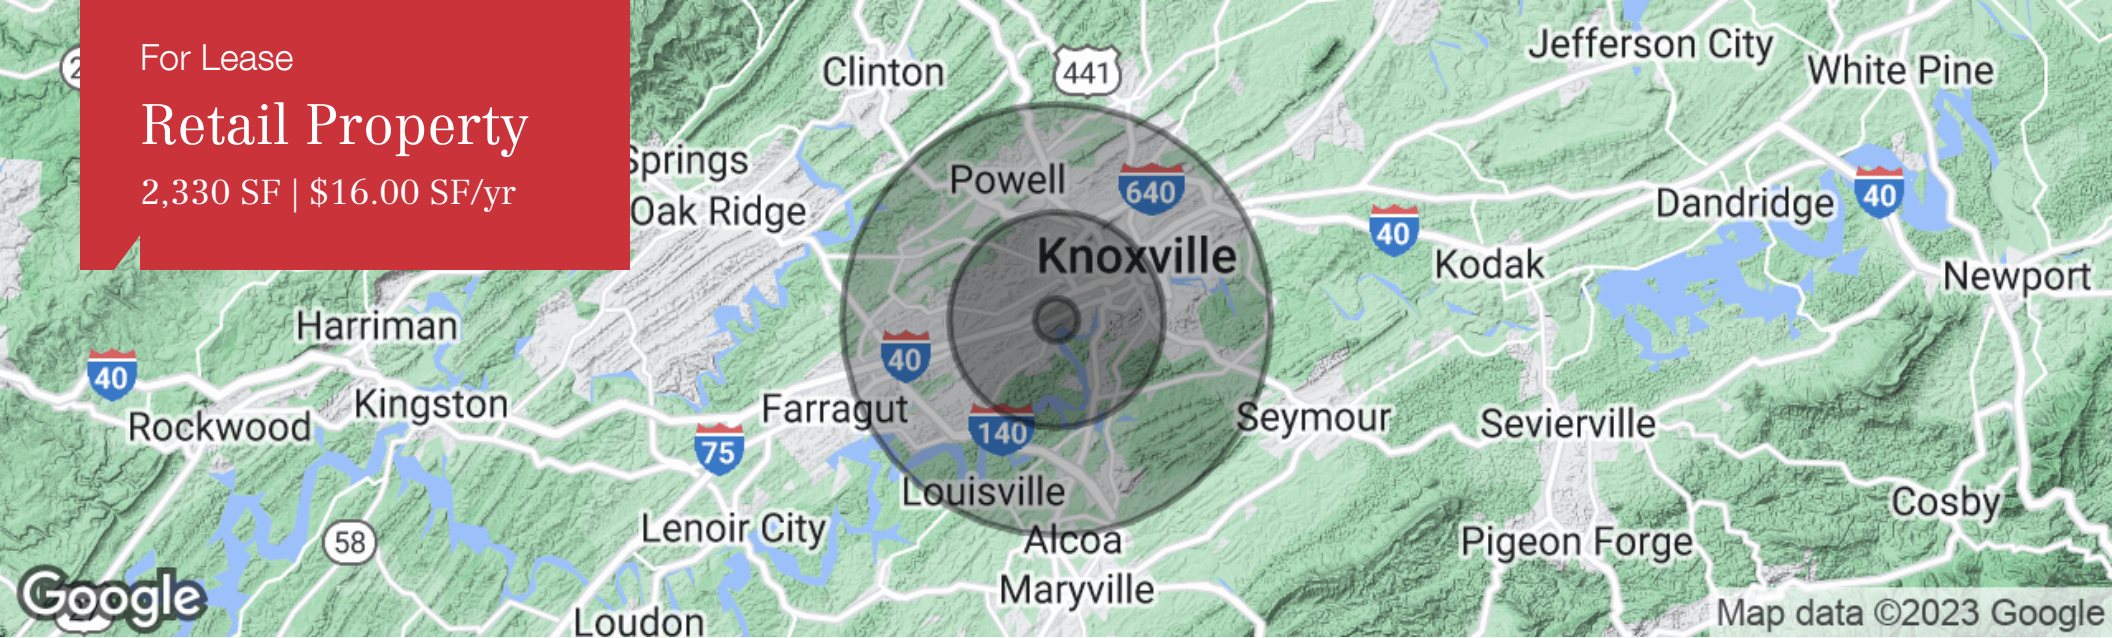 For Lease
Retail Property
2,330 SF | $16.00 SF/yr
Clinton
441
Jefferson City
White Pine
Springs
Powell
640
Oak Ridge
Dandridge
40
40
Knoxville
Kodak
Newport
Harriman
40
40
Kingston
Farragut
Rockwood
75
140
Seymour
Sevierville
Louisville
Cosby
Lenoir City
58
Alcoa
Pigeon Forge
Maryville
Google
Loudon
Map data ©2023 Google